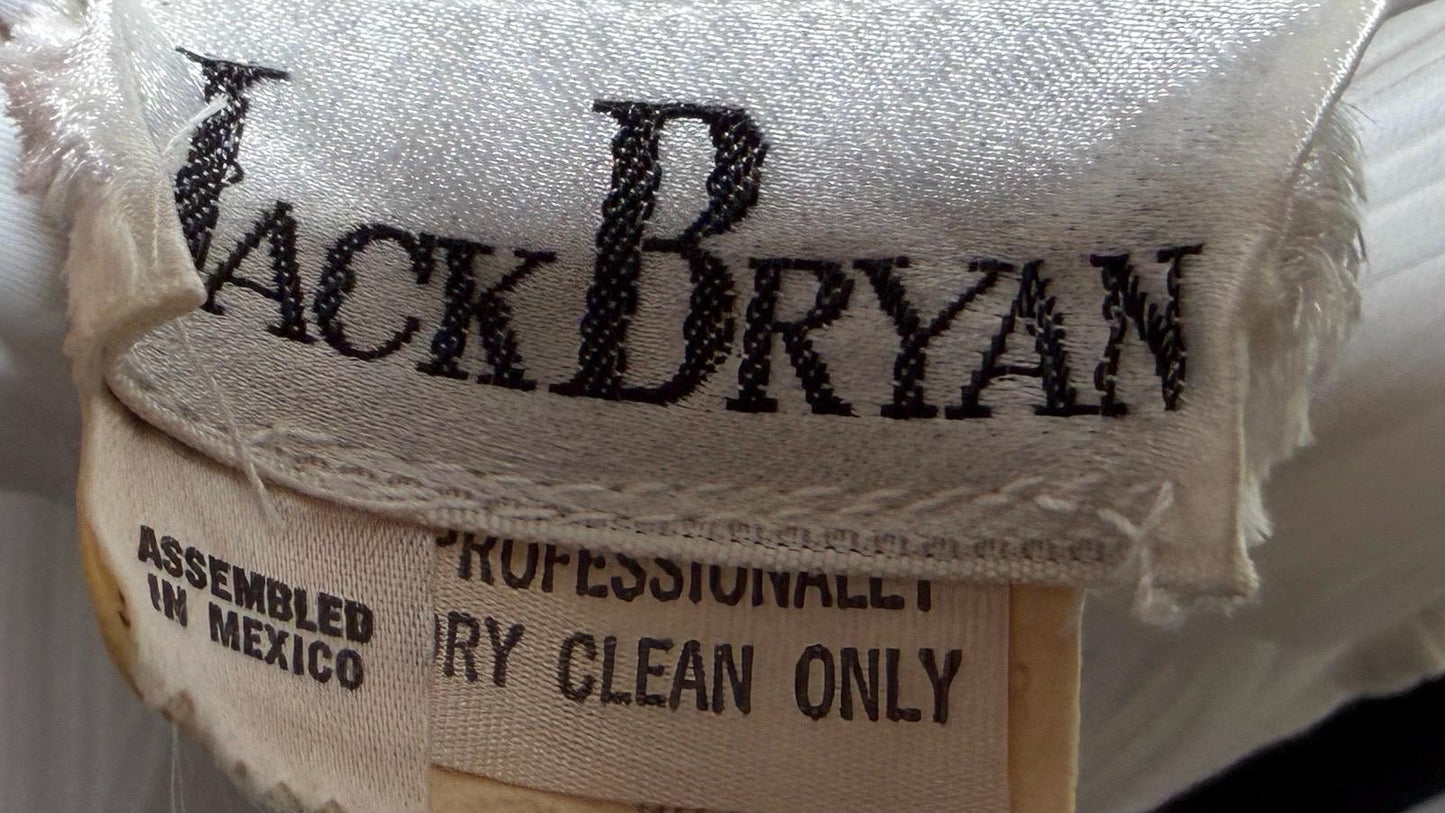 JACK BRYAN
ASSEMBLED
IN MEXICO
PROFESSIONALLY
DRY CLEAN ONLY